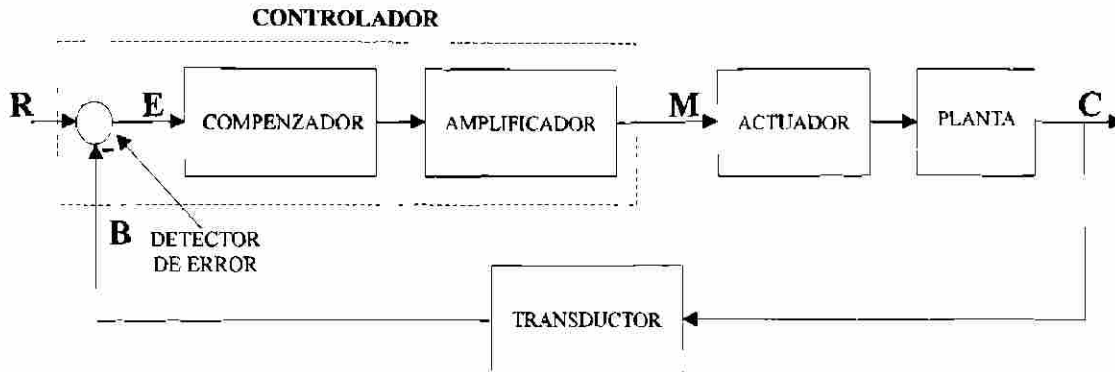 CONTROLADOR
R
E
COMPENZADOR
AMPLIFICADOR
M
ACTUADOR
PLANTA
C
-
B
DETECTOR
DE ERROR
TRANSDUCTOR